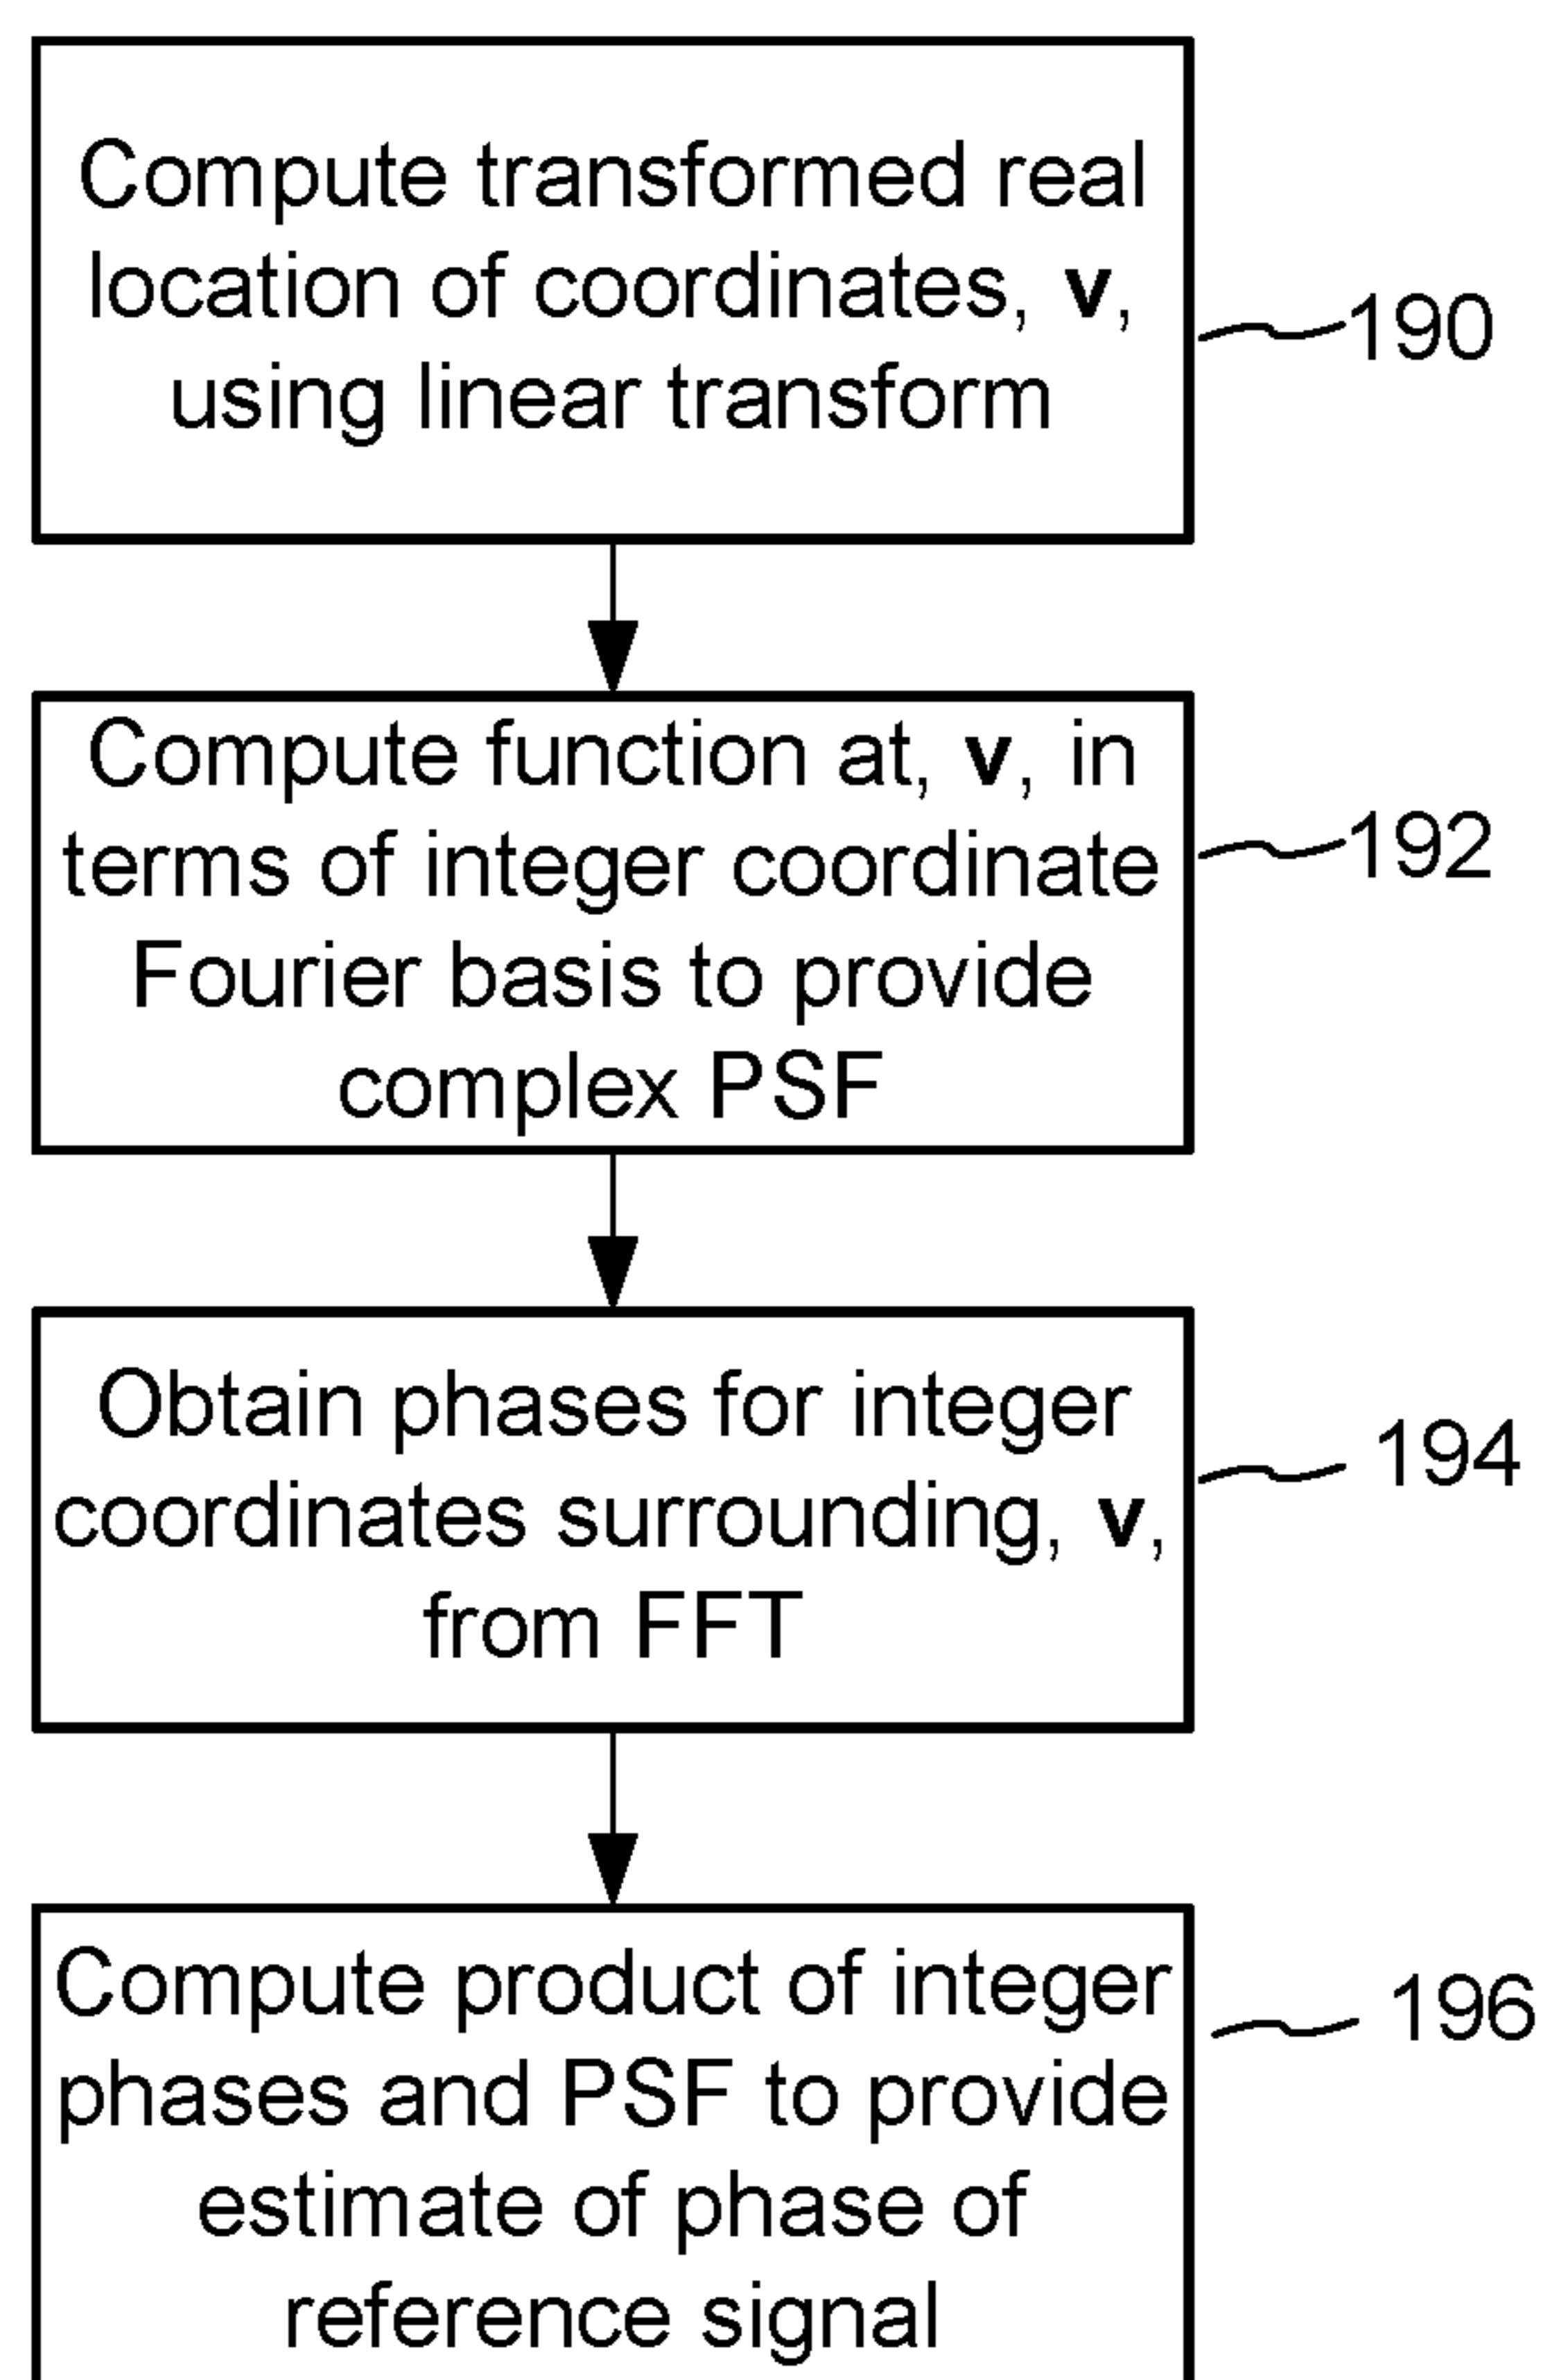 Compute transformed real
location of coordinates, v,
using linear transform
190
Compute function at, v, in
terms of integer coordinate
Fourier basis to provide
complex PSF
192
Obtain phases for integer
coordinates surrounding, v,
from FFT
194
Compute product of integer
phases and PSF to provide
estimate of phase of
reference signal
196